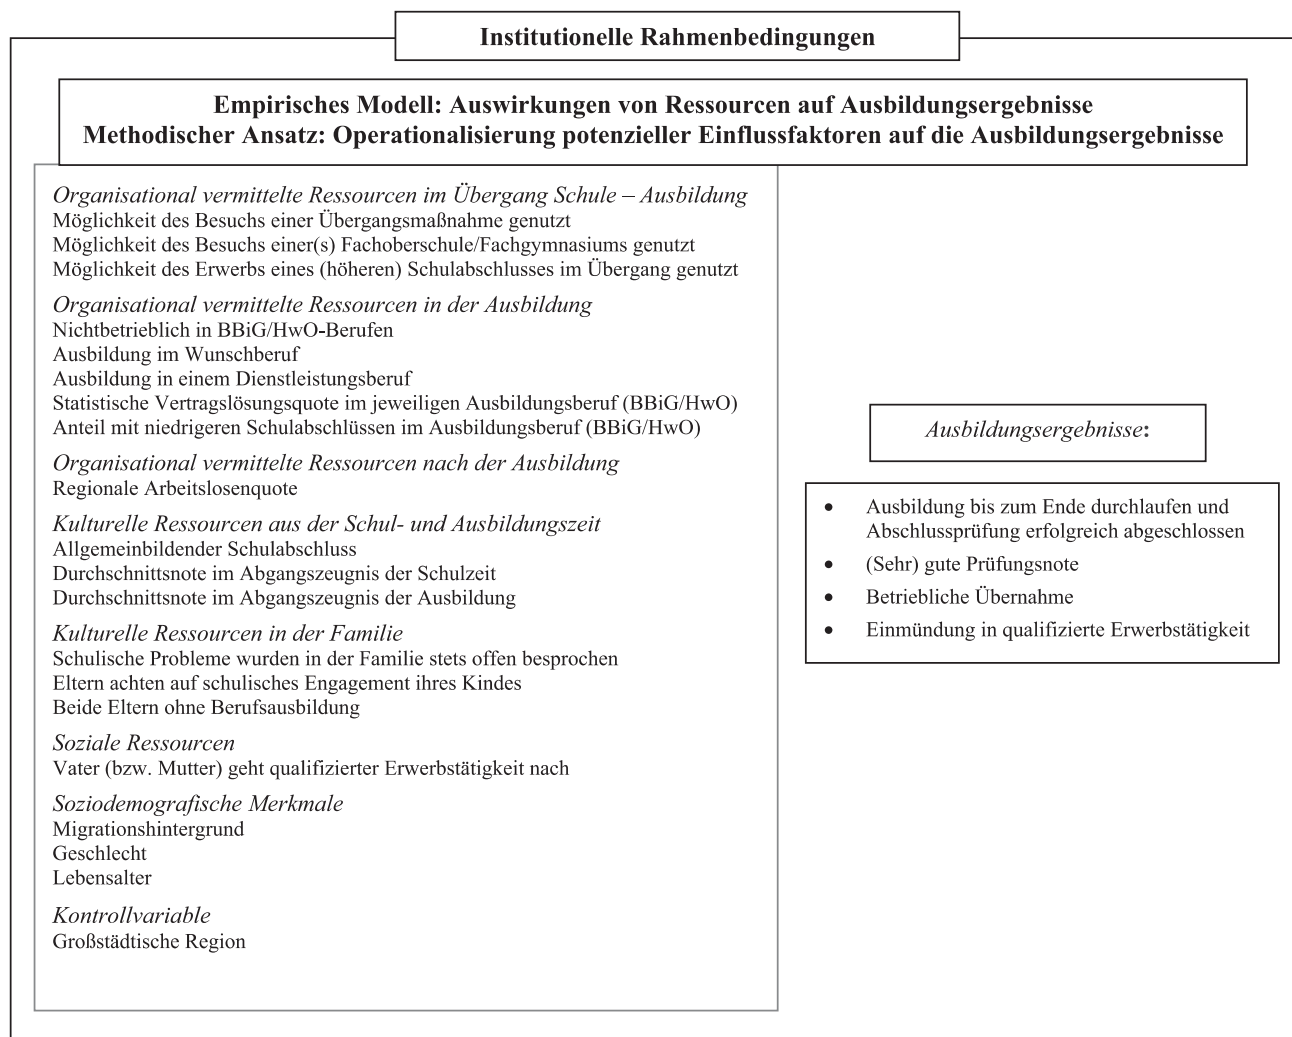 Institutionelle Rahmenbedingungen
Empirisches Modell: Auswirkungen von Ressourcen auf Ausbildungsergebnisse
Methodischer Ansatz: Operationalisierung potenzieller Einflussfaktoren auf die Ausbildungsergebnisse
Organisational vermittelte Ressourcen im Übergang Schule – Ausbildung
Möglichkeit des Besuchs einer Übergangsmaßnahme genutzt
Möglichkeit des Besuchs einer(s) Fachoberschule/Fachgymnasiums genutzt
Möglichkeit des Erwerbs eines (höheren) Schulabschlusses im Übergang genutzt
Organisational vermittelte Ressourcen in der Ausbildung
Nichtbetrieblich in BBiG/HwO-Berufen
Ausbildung im Wunschberuf
Ausbildung in einem Dienstleistungsberuf
Statistische Vertragslösungsquote im jeweiligen Ausbildungsberuf (BBiG/HwO)
Anteil mit niedrigeren Schulabschlüssen im Ausbildungsberuf (BBiG/HwO)
Organisational vermittelte Ressourcen nach der Ausbildung
Regionale Arbeitslosenquote
Kulturelle Ressourcen aus der Schul- und Ausbildungszeit
Allgemeinbildender Schulabschluss
Durchschnittsnote im Abgangszeugnis der Schulzeit
Durchschnittsnote im Abgangszeugnis der Ausbildung
Kulturelle Ressourcen in der Familie
Schulische Probleme wurden in der Familie stets offen besprochen
Eltern achten auf schulisches Engagement ihres Kindes
Beide Eltern ohne Berufsausbildung
Soziale Ressourcen
Vater (bzw. Mutter) geht qualifizierter Erwerbstätigkeit nach
Soziodemografische Merkmale
Migrationshintergrund
Geschlecht
Lebensalter
Kontrollvariable
Großstädtische Region
Ausbildungsergebnisse:
• Ausbildung bis zum Ende durchlaufen und
Abschlussprüfung erfolgreich abgeschlossen
• (Sehr) gute Prüfungsnote
• Betriebliche Übernahme
• Einmündung in qualifizierte Erwerbstätigkeit